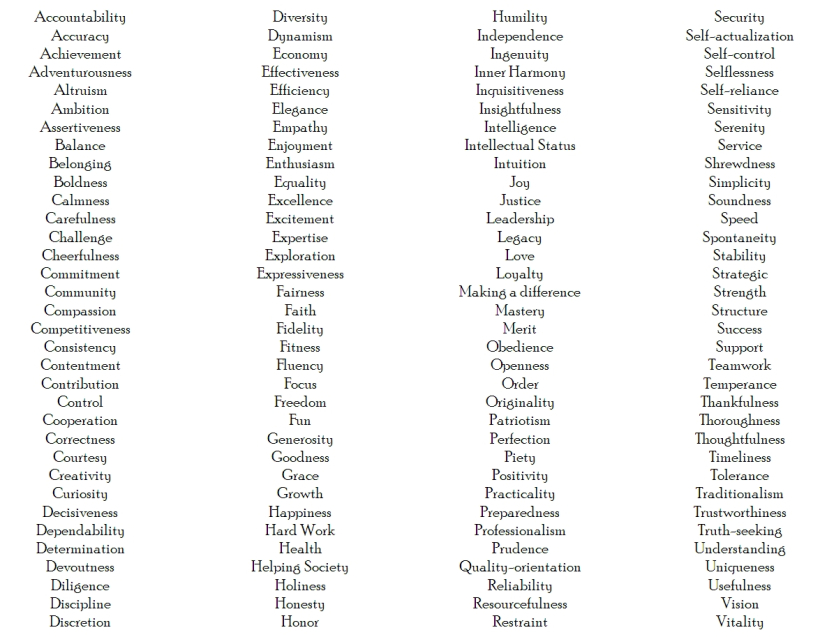 Accountability
Accuracy
Achievement
Adventurousness
Altruism
Ambition
Assertiveness
Balance
Belonging
Boldness
Calmness
Carefulness
Challenge
Cheerfulness
Commitment
Community
Compassion
Competitiveness
Consistency
Contentment
Contribution
Control
Cooperation
Correctness
Courtesy
Creativity
Curiosity
Decisiveness
Dependability
Determination
Devoutness
Diligence
Discipline
Discretion
Diversity
Dynamism
Economy
Effectiveness
Efficiency
Elegance
Empathy
Enjoyment
Enthusiasm
Equality
Excellence
Excitement
Expertise
Exploration
Expressiveness
Fairness
Faith
Fidelity
Fitness
Fluency
Focus
Freedom
Fun
Generosity
Goodness
Grace
Growth
Happiness
Hard Work
Health
Helping Society
Holiness
Honesty
Honor
Humility
Independence
Ingenuity
Inner Harmony
Inquisitiveness
Insightfulness
Intelligence
Intellectual Status
Intuition
Joy
Justice
Leadership
Legacy
Love
Loyalty
Making a difference
Mastery
Merit
Obedience
Openness
Order
Originality
Patriotism
Perfection
Piety
Positivity
Practicality
Preparedness
Professionalism
Prudence
Quality-orientation
Reliability
Resourcefulness
Restraint
Security
Self-actualization
Self-control
Selflessness
Self-reliance
Sensitivity
Serenity
Service
Shrewdness
Simplicity
Soundness
Speed
Spontaneity
Stability
Strategic
Strength
Structure
Success
Support
Teamwork
Temperance
Thankfulness
Thoroughness
Thoughtfulness
Timeliness
Tolerance
Traditionalism
Trustworthiness
Truth-seeking
Understanding
Uniqueness
Usefulness
Vision
Vitality